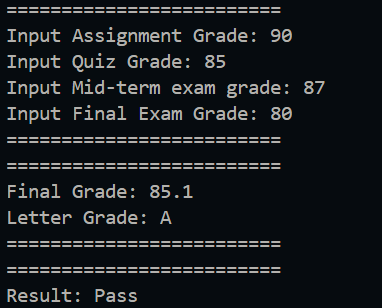 =========================
Input Assignment Grade: 90
Input Quiz Grade: 85
Input Mid-term exam grade: 87
Input Final Exam Grade: 80
=========================
=========================
Final Grade: 85.1
Letter Grade: A
=========================
=========================
Result: Pass